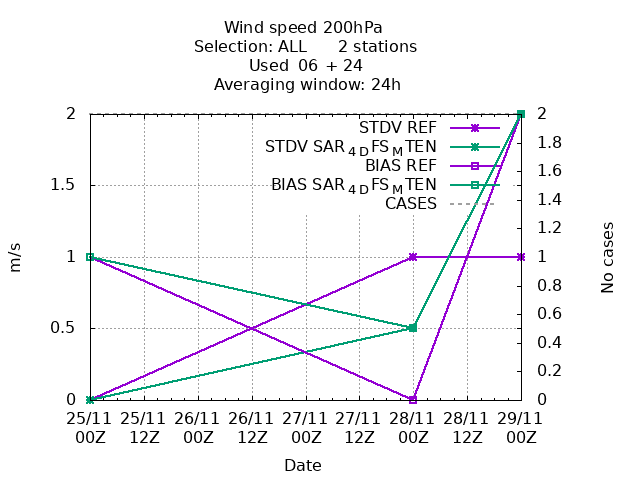 Wind speed 200hPa
Selection: ALL 2 stations
Used 06 + 24
Averaging window: 24h
STDV REF
STDV SAR4DFSMTEN
BIAS REF
BIAS SAR4DFSMTEN
CASES
m/s
2
1.5
1
0.5
0
No cases
2
1.8
1.6
1.4
1.2
1
0.8
0.6
0.4
0.2
0
25/11 25/11 26/11 26/11 27/11 27/11 28/11 28/11 29/11
00Z 12Z 00Z 12Z 00Z 12Z 00Z 12Z 00Z
Date